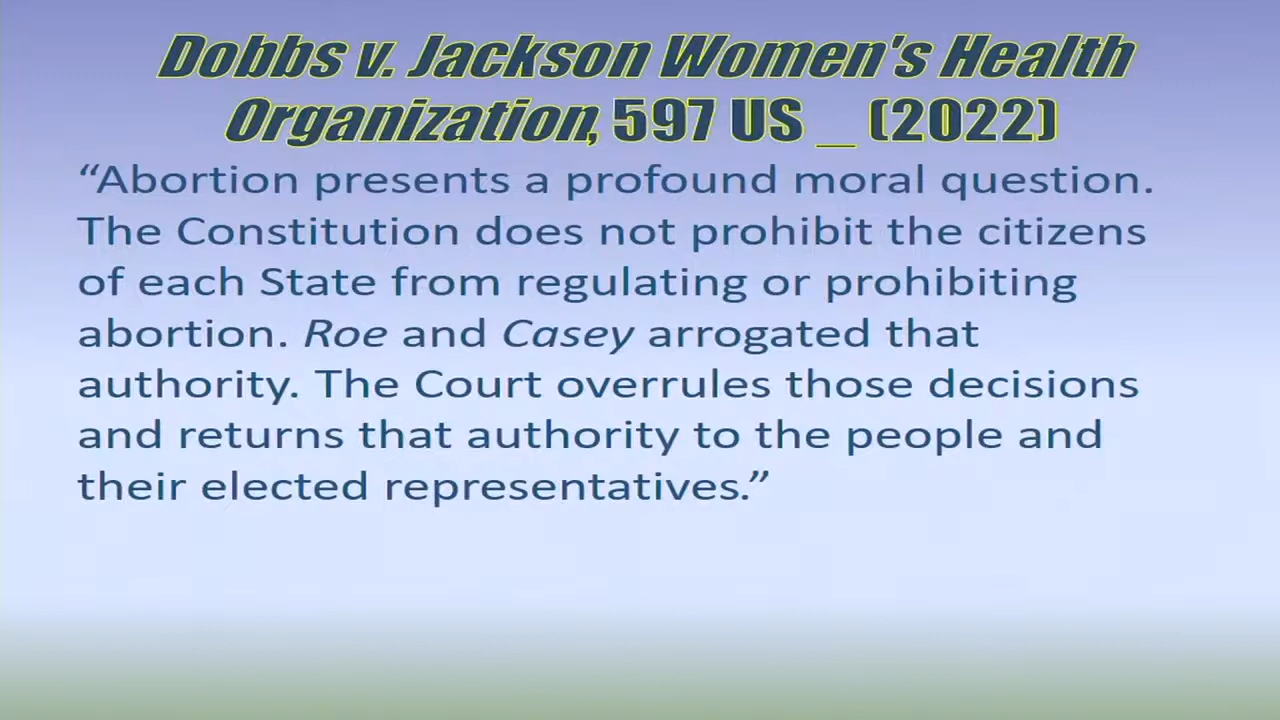 Dobbs v. Jackson Women's Health
Organization, 597 US _ (2022)
“Abortion presents a profound moral question.
The Constitution does not prohibit the citizens
of each State from regulating or prohibiting
abortion. Roe and Casey arrogated that
authority. The Court overrules those decisions
and returns that authority to the people and
their elected representatives.”